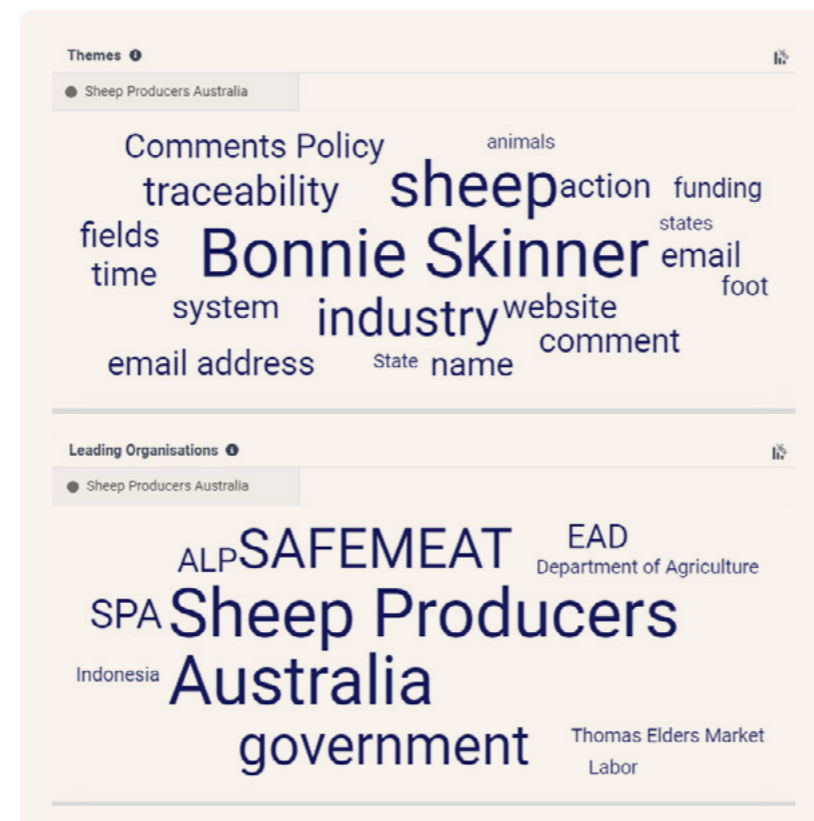 Themes
Sheep Producers Australia
Comments Policy animals
traceability sheep action funding
fields Bonnie Skinner states
time email
system industry website foot
comment
email address State name
Leading Organisations
Sheep Producers Australia
ALP SAFEMEAT EAD
Department of Agriculture
SPA Sheep Producers
Indonesia Australia
government Thomas Elders Market
Labor